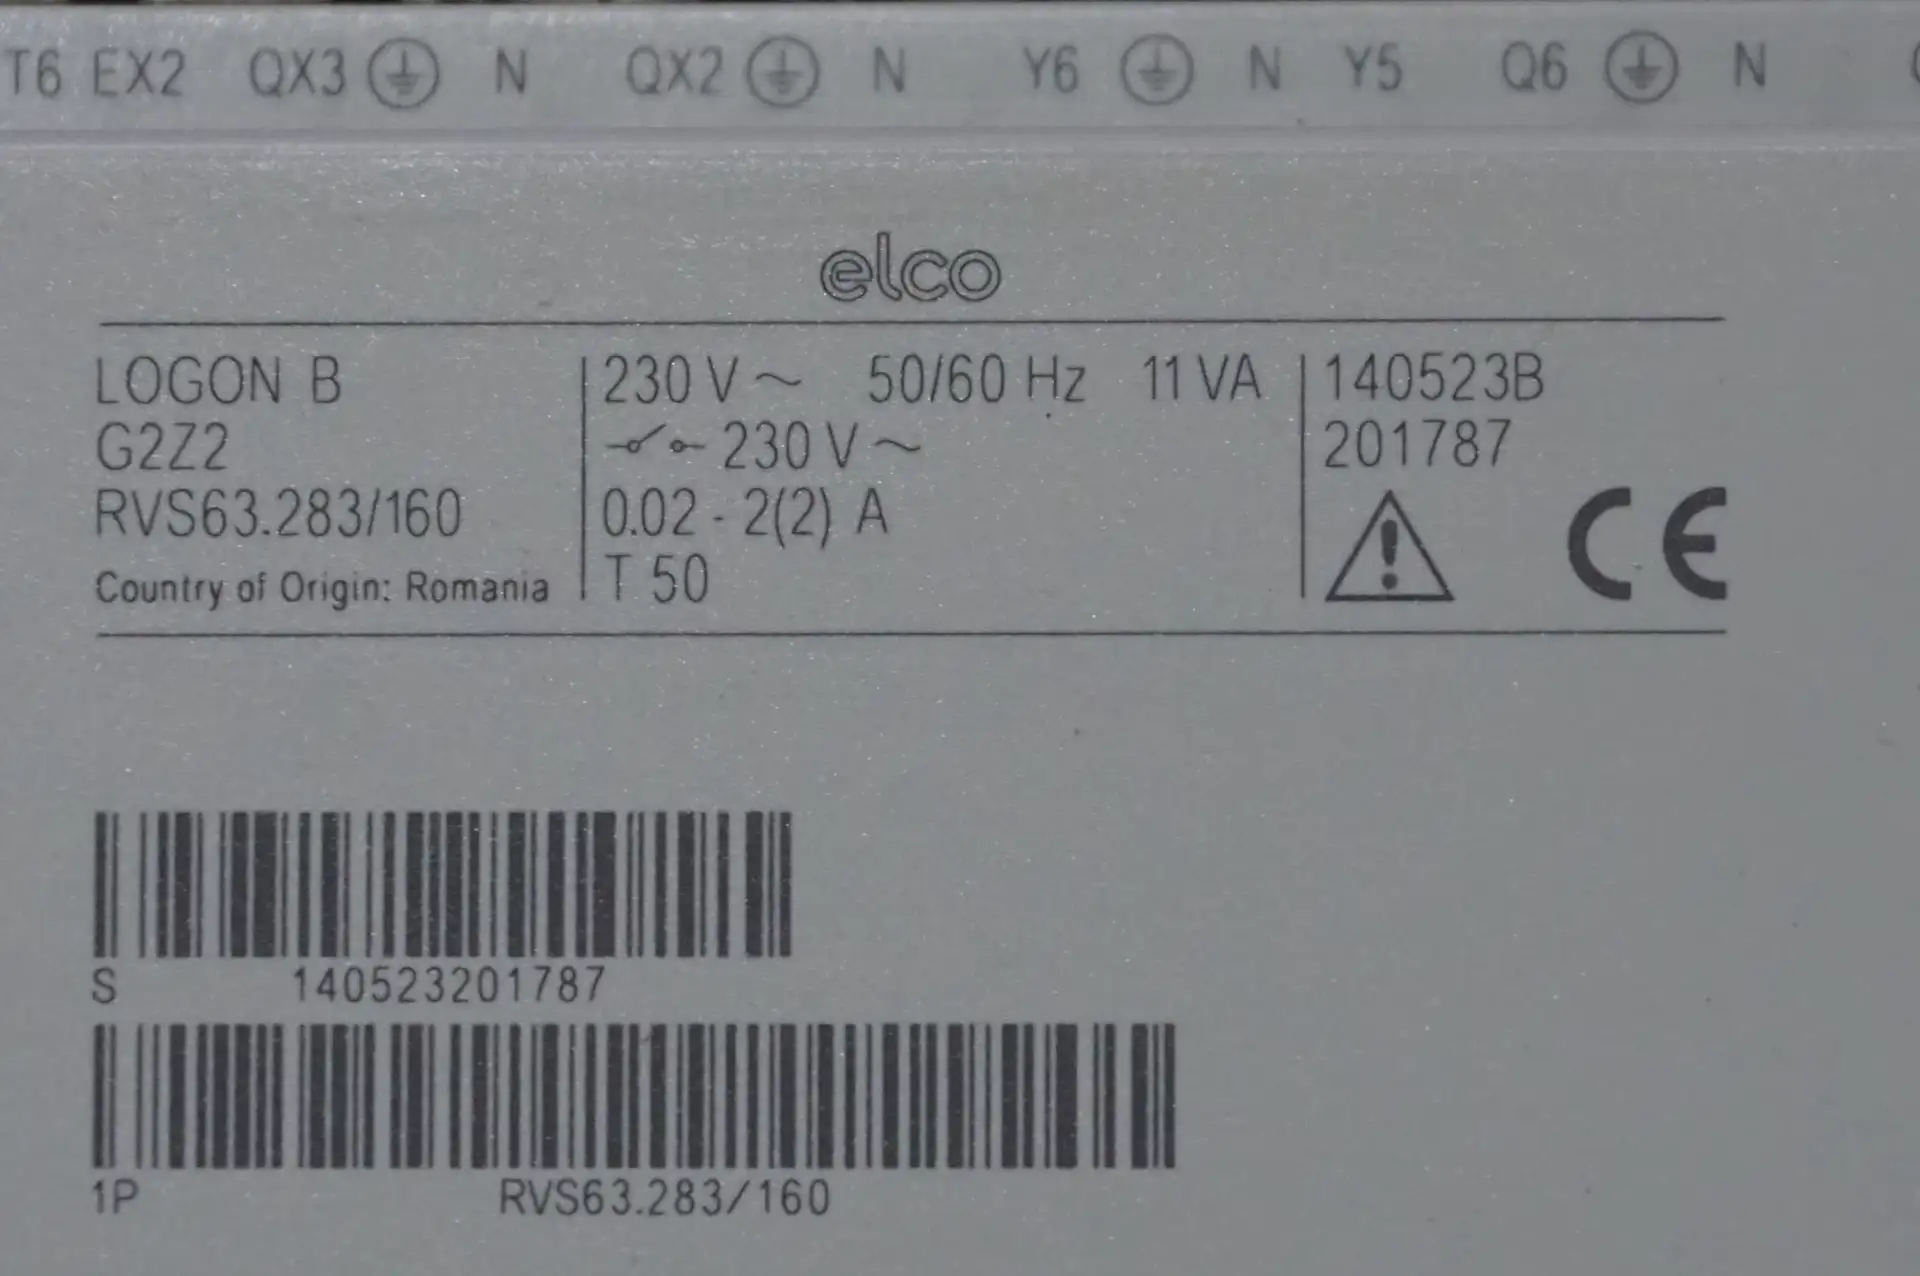 T6 EX2 QX3 N QX2 N Y6 N Y5 Q6 N
elco
LOGON B
G2Z2
RVS63.283/160
Country of Origin: Romania
230 V ~ 50/60 Hz 11 VA
230 V ~
0.02 - 2(2) A
T 50
140523B
201787
CE
S 140523201787
1P RVS63.283/160